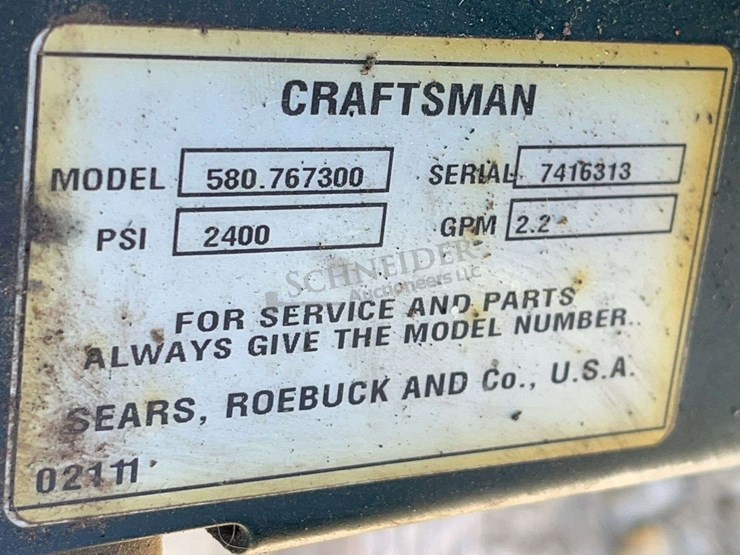 CRAFTSMAN
MODEL 580.767300 SERIAL 7416313
PSI 2400 GPM 2.2
SCHNEIDER
Auctioneers LLC
FOR SERVICE AND PARTS
ALWAYS GIVE THE MODEL NUMBER.
SEARS, ROEBUCK AND Co., U.S.A.
02111